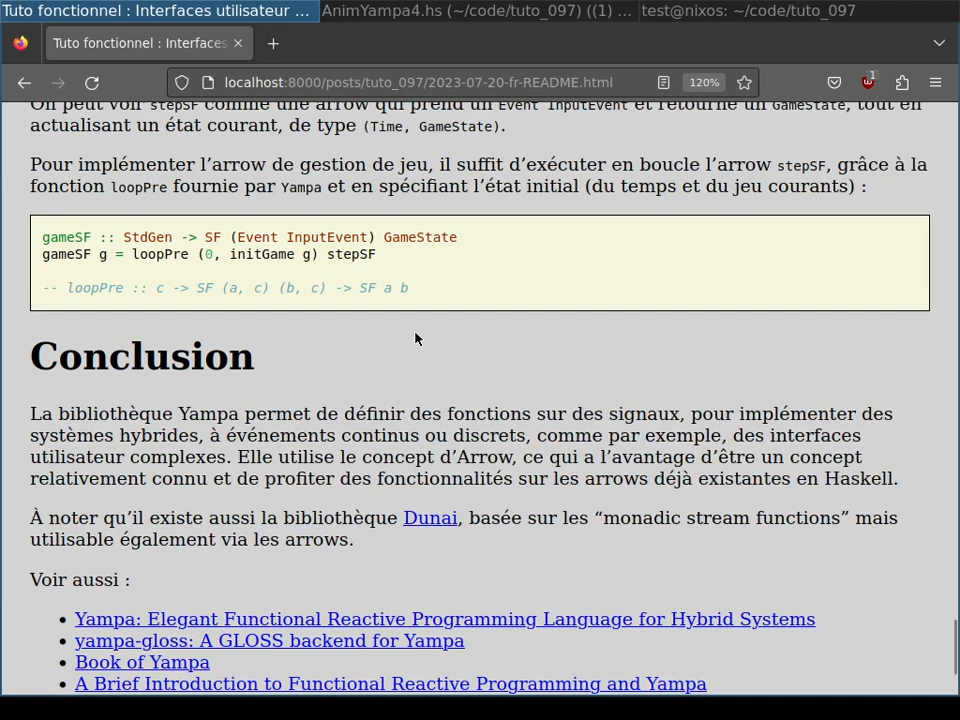 Tuto fonctionnel : Interfaces utilisateur ... AnimYampa4.hs (~/code/tuto_097) ((1) ... test@nixos: ~/code/tuto_097
Tuto fonctionnel : Interfaces × +
localhost:8000/posts/tuto_097/2023-07-20-fr-README.html 120% 1
On peut voir stepSF comme une arrow qui prend un Event InputEvent et retourne un GameState, tout en
actualisant un état courant, de type (Time, GameState).
Pour implémenter l’arrow de gestion de jeu, il suffit d’exécuter en boucle l’arrow stepSF, grâce à la
fonction loopPre fournie par Yampa et en spécifiant l’état initial (du temps et du jeu courants) :
gameSF :: StdGen -> SF (Event InputEvent) GameState
gameSF g = loopPre (0, initGame g) stepSF
-- loopPre :: c -> SF (a, c) (b, c) -> SF a b
Conclusion
La bibliothèque Yampa permet de définir des fonctions sur des signaux, pour implémenter des
systèmes hybrides, à événements continus ou discrets, comme par exemple, des interfaces
utilisateur complexes. Elle utilise le concept d’Arrow, ce qui a l’avantage d’être un concept
relativement connu et de profiter des fonctionnalités sur les arrows déjà existantes en Haskell.
À noter qu’il existe aussi la bibliothèque Dunai, basée sur les “monadic stream functions” mais
utilisable également via les arrows.
Voir aussi :
• Yampa: Elegant Functional Reactive Programming Language for Hybrid Systems
• yampa-gloss: A GLOSS backend for Yampa
• Book of Yampa
• A Brief Introduction to Functional Reactive Programming and Yampa